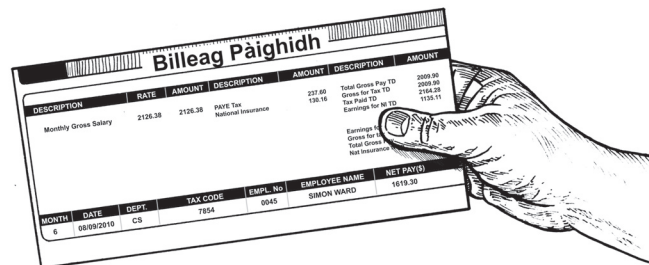 Billeag Pàighidh
DESCRIPTION RATE AMOUNT DESCRIPTION AMOUNT DESCRIPTION AMOUNT
Monthly Gross Salary 2126.38 2126.38 PAYE Tax 237.60 Total Gross Pay TD 2009.90
National Insurance 130.16 Gross for Tax TD 2009.90
Tax Paid TD 2164.28
Earnings for NI TD 1135.11
Earnings
Gross for
Total Gross
Nat Insurance
MONTH DATE DEPT. TAX CODE EMPL. No EMPLOYEE NAME NET PAY($)
6 08/09/2010 CS 7854 0045 SIMON WARD 1619.30